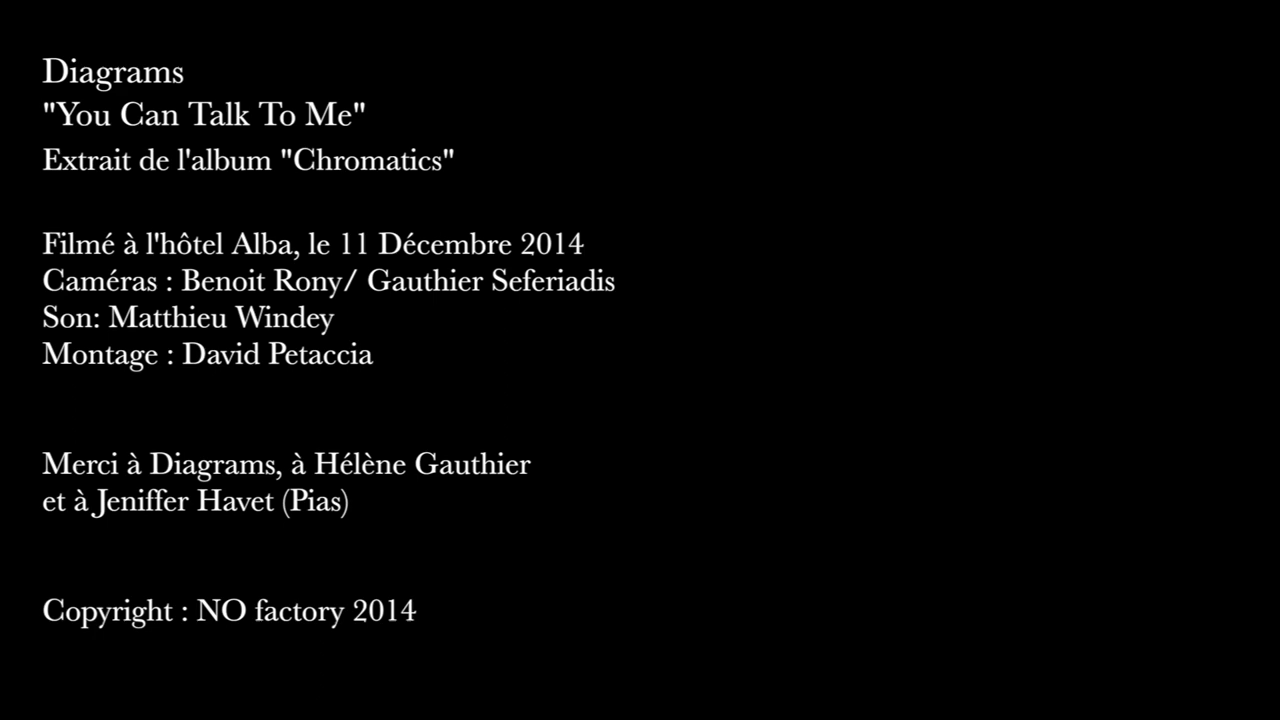 Diagrams
"You Can Talk To Me"
Extrait de l'album "Chromatics"
Filmé à l'hôtel Alba, le 11 Décembre 2014
Caméras : Benoit Rony/ Gauthier Seferiadis
Son: Matthieu Windey
Montage : David Petaccia
Merci à Diagrams, à Hélène Gauthier
et à Jeniffer Havet (Pias)
Copyright : NO factory 2014